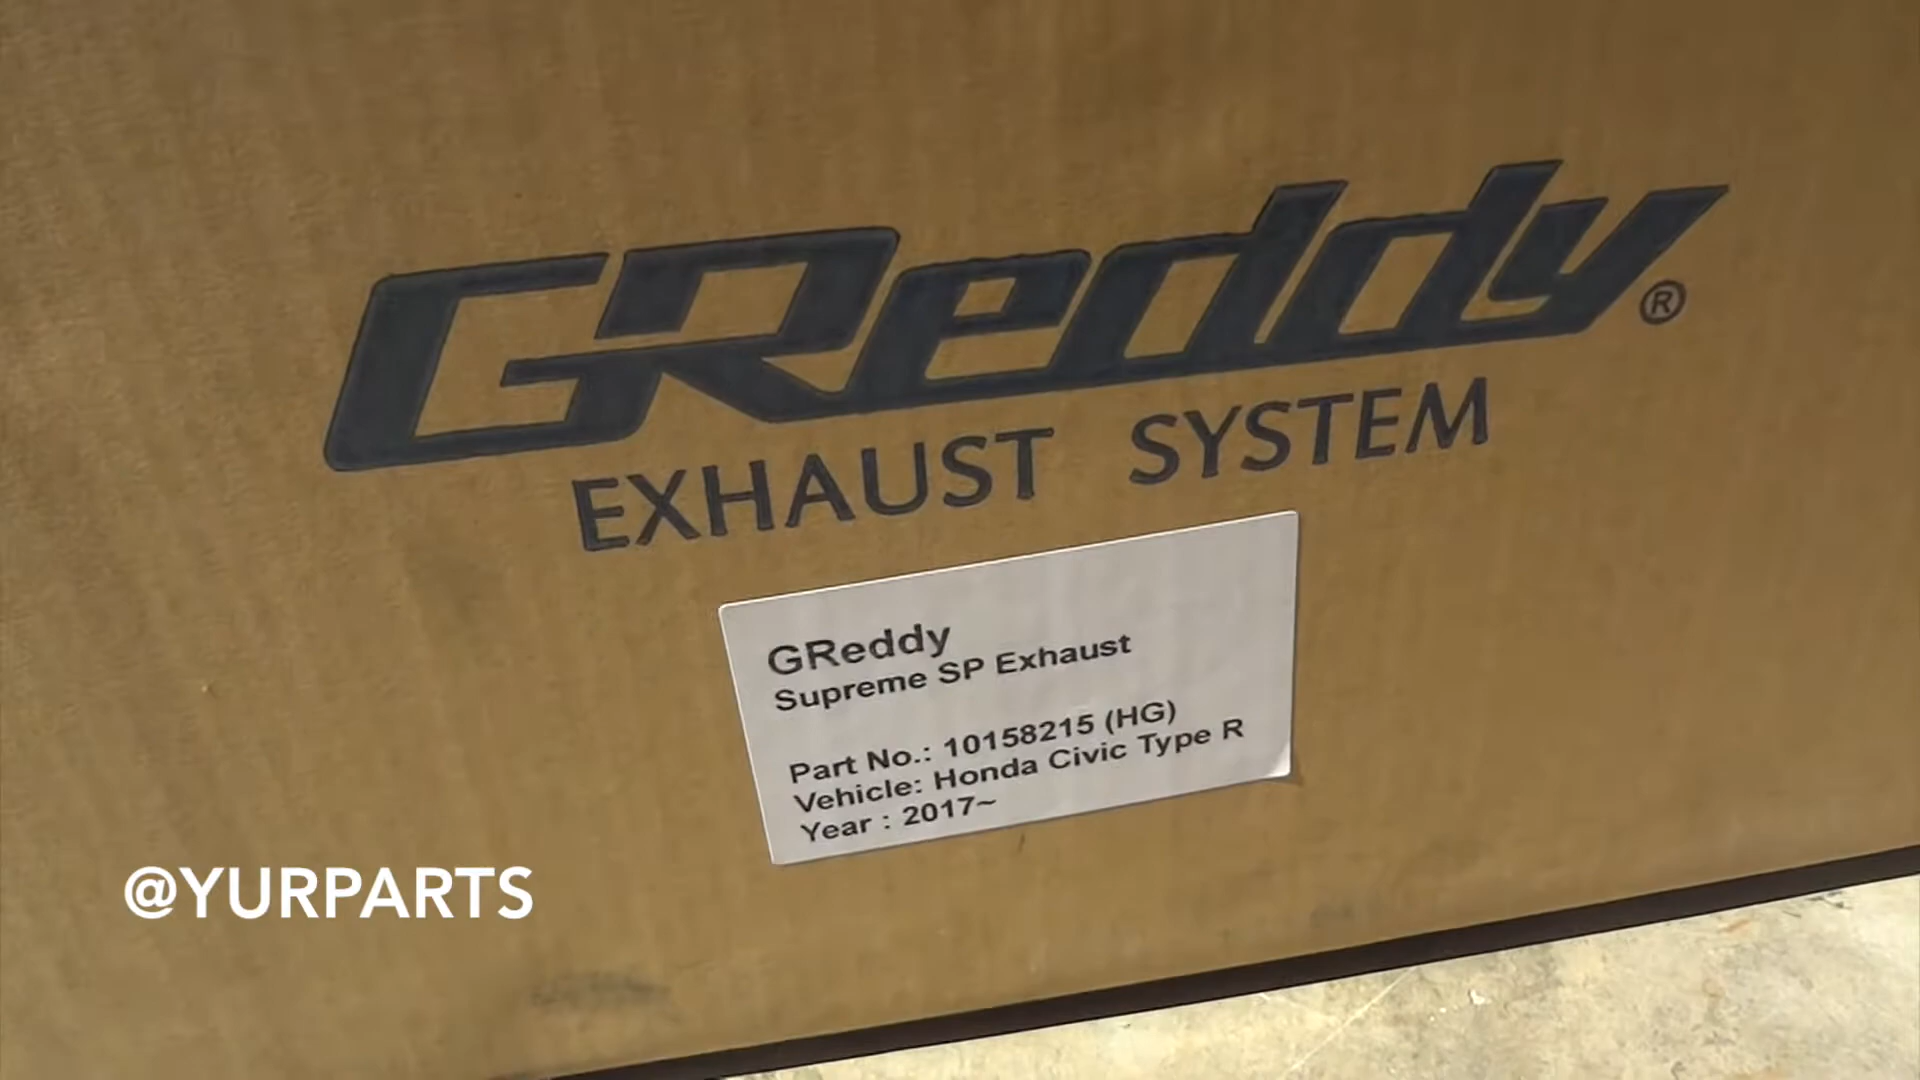 GReddy®
EXHAUST SYSTEM
GReddy
Supreme SP Exhaust
Part No.: 10158215 (HG)
Vehicle: Honda Civic Type R
Year : 2017~
@YURPARTS